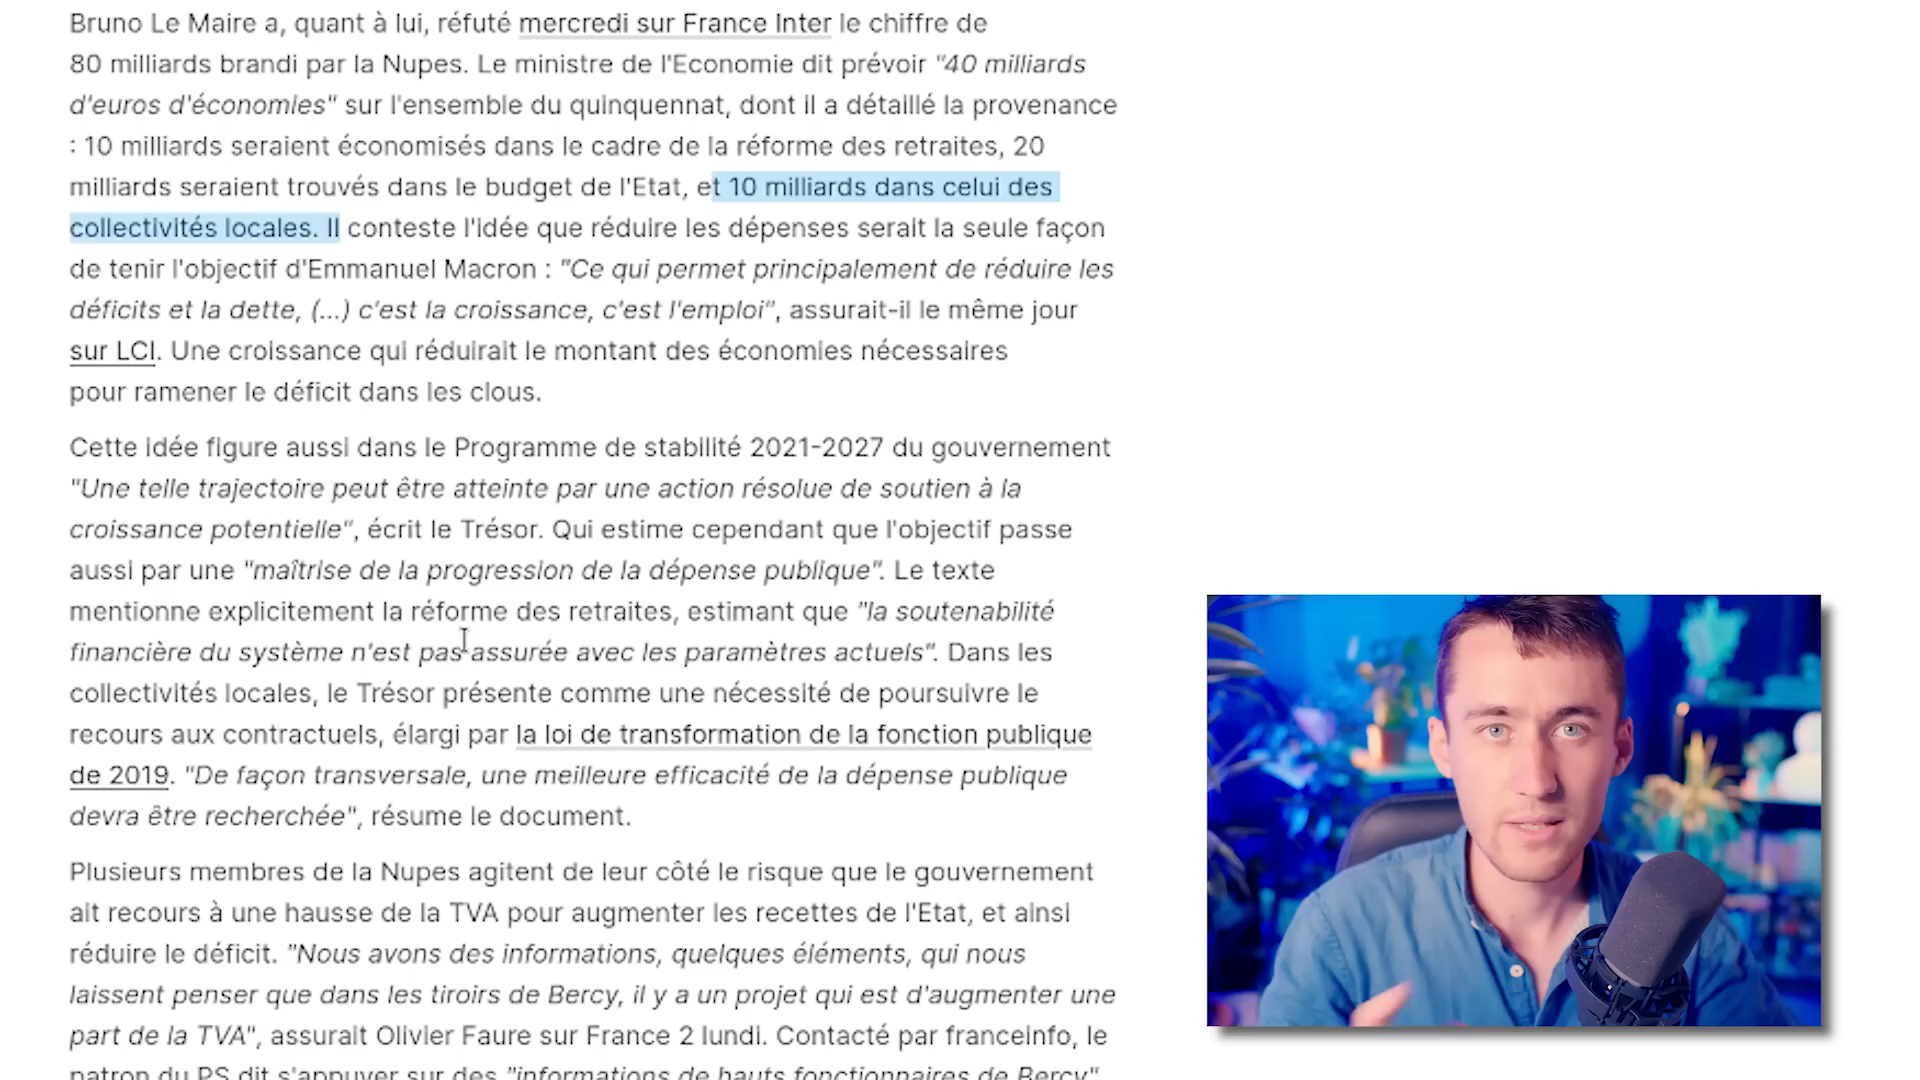 Bruno Le Maire a, quant à lui, réfuté mercredi sur France Inter le chiffre de
80 milliards brandi par la Nupes. Le ministre de l'Economie dit prévoir "40 milliards
d'euros d'économies" sur l'ensemble du quinquennat, dont il a détaillé la provenance
: 10 milliards seraient économisés dans le cadre de la réforme des retraites, 20
milliards seraient trouvés dans le budget de l'Etat, et 10 milliards dans celui des
collectivités locales. Il conteste l'idée que réduire les dépenses serait la seule façon
de tenir l'objectif d'Emmanuel Macron : "Ce qui permet principalement de réduire les
déficits et la dette, (...) c'est la croissance, c'est l'emploi", assurait-il le même jour
sur LCI. Une croissance qui réduirait le montant des économies nécessaires
pour ramener le déficit dans les clous.
Cette idée figure aussi dans le Programme de stabilité 2021-2027 du gouvernement
"Une telle trajectoire peut être atteinte par une action résolue de soutien à la
croissance potentielle", écrit le Trésor. Qui estime cependant que l'objectif passe
aussi par une "maîtrise de la progression de la dépense publique". Le texte
mentionne explicitement la réforme des retraites, estimant que "la soutenabilité
financière du système n'est pas assurée avec les paramètres actuels". Dans les
collectivités locales, le Trésor présente comme une nécessité de poursuivre le
recours aux contractuels, élargi par la loi de transformation de la fonction publique
de 2019. "De façon transversale, une meilleure efficacité de la dépense publique
devra être recherchée", résume le document.
Plusieurs membres de la Nupes agitent de leur côté le risque que le gouvernement
ait recours à une hausse de la TVA pour augmenter les recettes de l'Etat, et ainsi
réduire le déficit. "Nous avons des informations, quelques éléments, qui nous
laissent penser que dans les tiroirs de Bercy, il y a un projet qui est d'augmenter une
part de la TVA", assurait Olivier Faure sur France 2 lundi. Contacté par franceinfo, le
patron du PS dit s'appuyer sur des "informations de hauts fonctionnaires de Bercy"